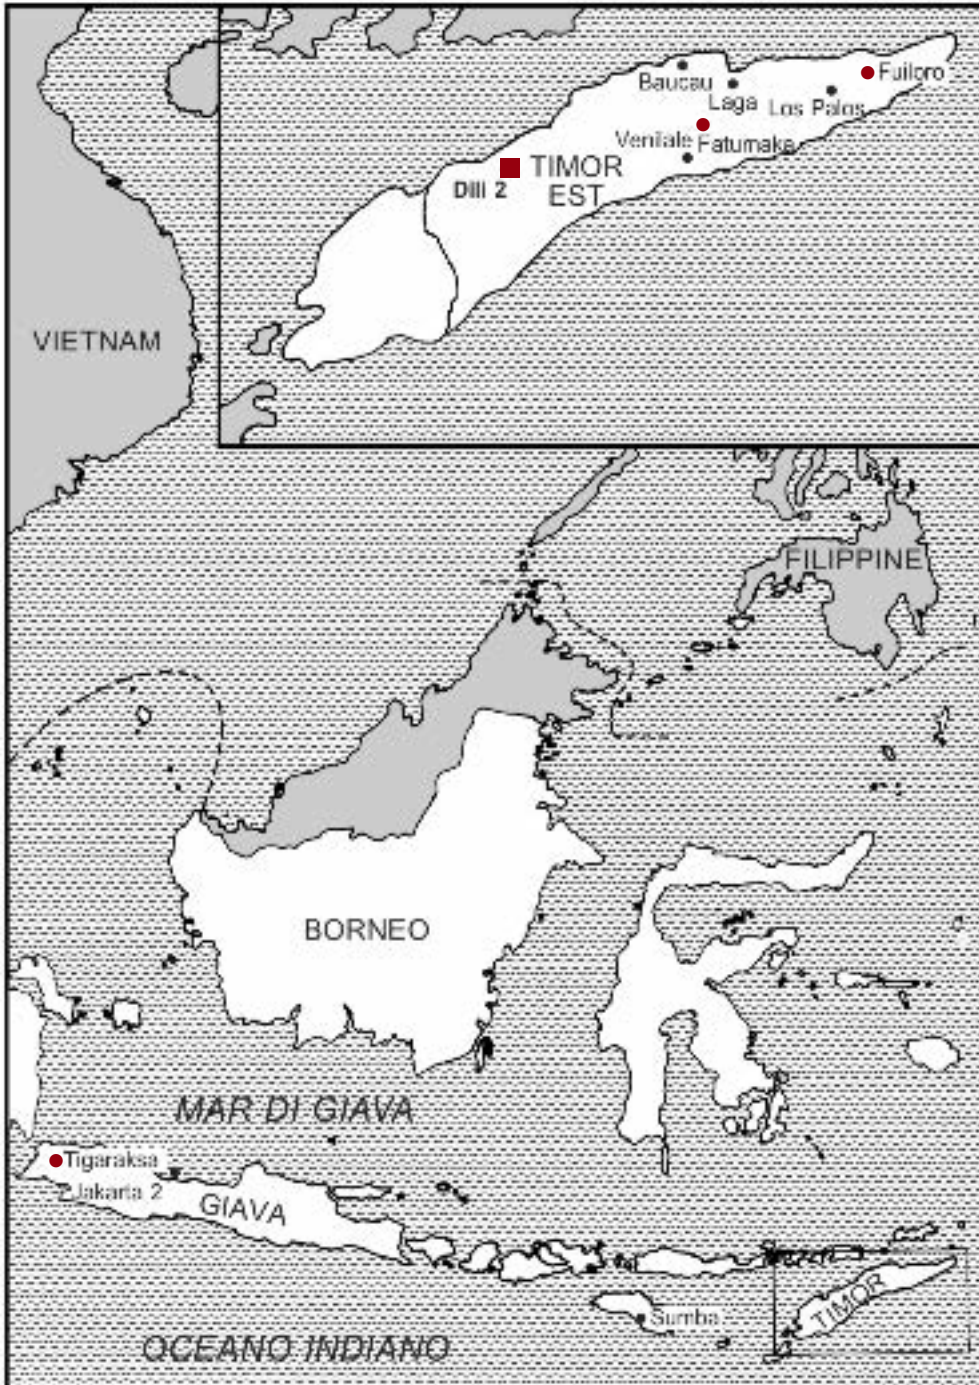 Baucau
Fuiloro
Laga
Los Palos
Venilale
Fatumaka
TIMOR
EST
Dili 2
VIETNAM
FILIPPINE
BORNEO
MAR DI GIAVA
Tigaraksa
Jakarta 2
GIAVA
TIMOR
Sumba
OCEANO INDIANO